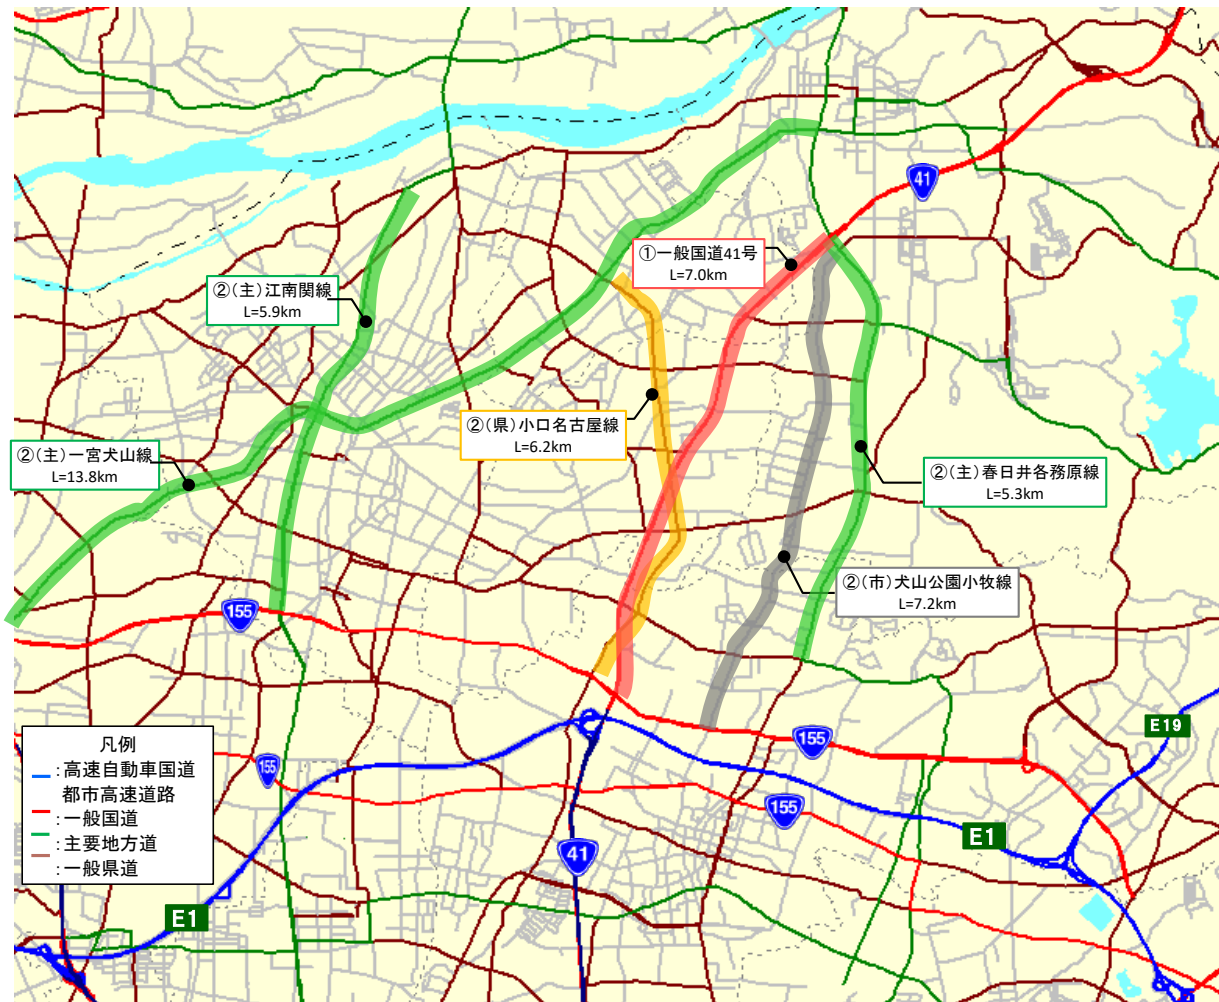 41
①一般国道41号
L=7.0km
②(主)江南関線
L=5.9km
②(県)小口名古屋線
L=6.2km
②(主)一宮犬山線
L=13.8km
②(主)春日井各務原線
L=5.3km
②(市)犬山公園小牧線
L=7.2km
155
E19
155
155
155
凡例
:高速自動車国道
都市高速道路
:一般国道
:主要地方道
:一般県道
41
E1
E1